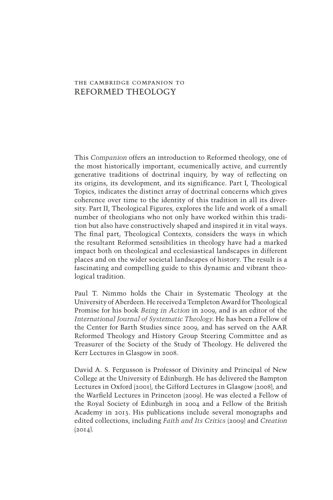 THE CAMBRIDGE COMPANION TO
REFORMED THEOLOGY
This Companion offers an introduction to Reformed theology, one of
the most historically important, ecumenically active, and currently
generative traditions of doctrinal inquiry, by way of reflecting on
its origins, its development, and its significance. Part I, Theological
Topics, indicates the distinct array of doctrinal concerns which gives
coherence over time to the identity of this tradition in all its diver-
sity. Part II, Theological Figures, explores the life and work of a small
number of theologians who not only have worked within this tradi-
tion but also have constructively shaped and inspired it in vital ways.
The final part, Theological Contexts, considers the ways in which
the resultant Reformed sensibilities in theology have had a marked
impact both on theological and ecclesiastical landscapes in different
places and on the wider societal landscapes of history. The result is a
fascinating and compelling guide to this dynamic and vibrant theo-
logical tradition.
Paul T. Nimmo holds the Chair in Systematic Theology at the
University of Aberdeen. He received a Templeton Award for Theological
Promise for his book Being in Action in 2009, and is an editor of the
International Journal of Systematic Theology. He has been a Fellow of
the Center for Barth Studies since 2009, and has served on the AAR
Reformed Theology and History Group Steering Committee and as
Treasurer of the Society of the Study of Theology. He delivered the
Kerr Lectures in Glasgow in 2008.
David A. S. Fergusson is Professor of Divinity and Principal of New
College at the University of Edinburgh. He has delivered the Bampton
Lectures in Oxford (2001), the Gifford Lectures in Glasgow (2008), and
the Warfield Lectures in Princeton (2009). He was elected a Fellow of
the Royal Society of Edinburgh in 2004 and a Fellow of the British
Academy in 2013. His publications include several monographs and
edited collections, including Faith and Its Critics (2009) and Creation
(2014).